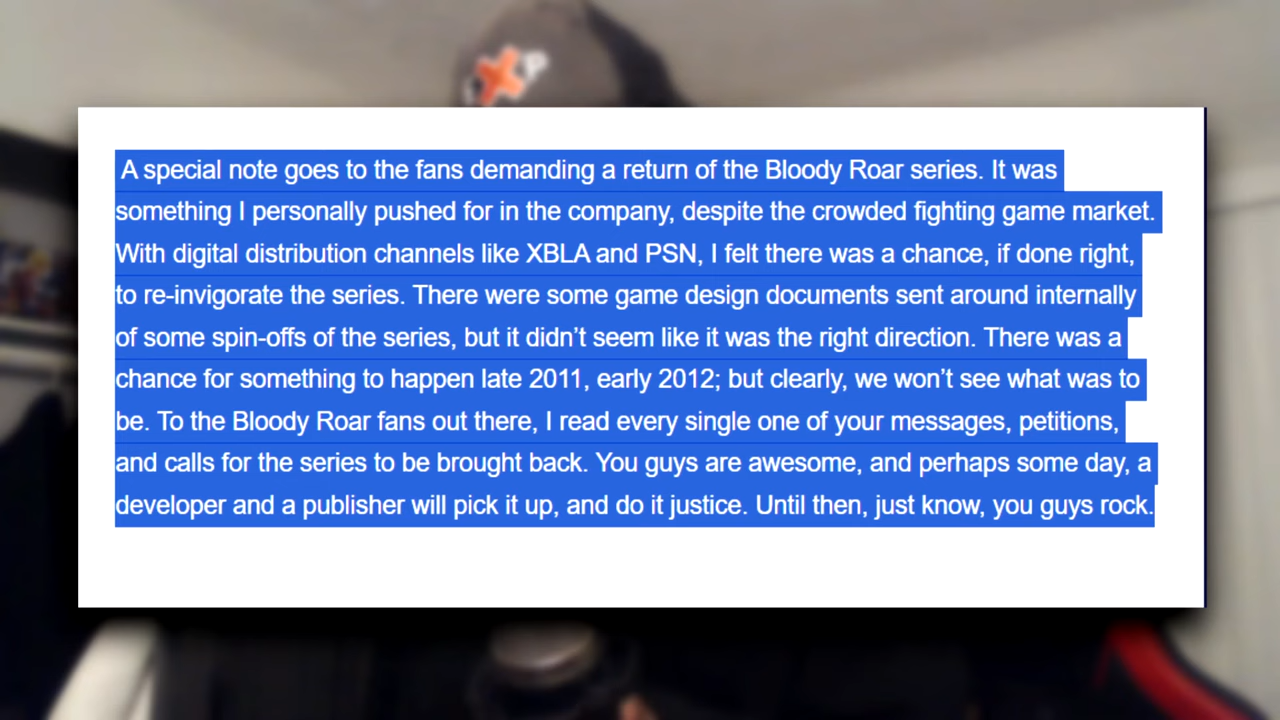 A special note goes to the fans demanding a return of the Bloody Roar series. It was
something I personally pushed for in the company, despite the crowded fighting game market.
With digital distribution channels like XBLA and PSN, I felt there was a chance, if done right,
to re-invigorate the series. There were some game design documents sent around internally
of some spin-offs of the series, but it didn’t seem like it was the right direction. There was a
chance for something to happen late 2011, early 2012; but clearly, we won’t see what was to
be. To the Bloody Roar fans out there, I read every single one of your messages, petitions,
and calls for the series to be brought back. You guys are awesome, and perhaps some day, a
developer and a publisher will pick it up, and do it justice. Until then, just know, you guys rock.